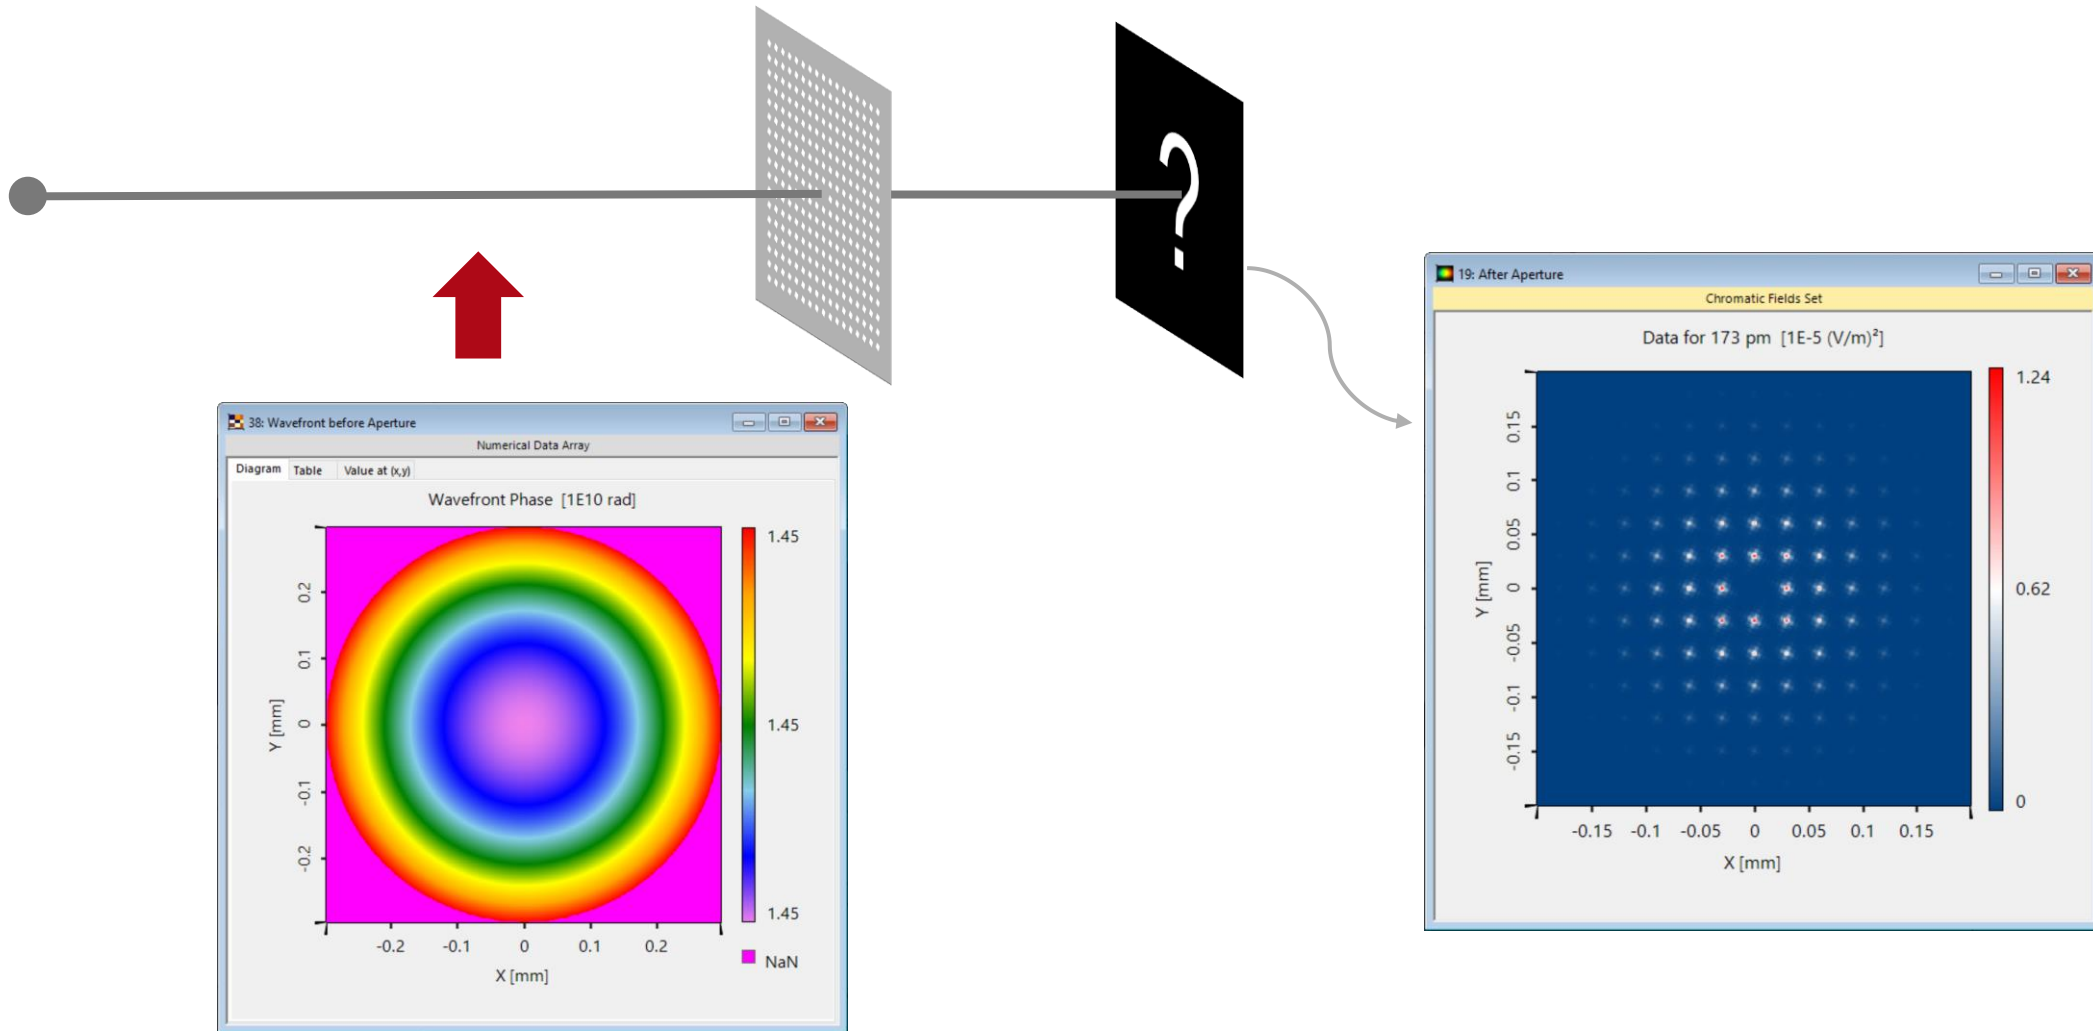 ?
38: Wavefront before Aperture
Numerical Data Array
Diagram Table Value at (x,y)
Wavefront Phase [1E10 rad]
1.45
1.45
1.45
NaN
0.2
0.1
0
-0.1
-0.2
Y [mm]
-0.2 -0.1 0 0.1 0.2
X [mm]
19: After Aperture
Chromatic Fields Set
Data for 173 pm [1E-5 (V/m)²]
1.24
0.62
0
0.15
0.1
0.05
0
-0.05
-0.1
-0.15
Y [mm]
-0.15 -0.1 -0.05 0 0.05 0.1 0.15
X [mm]